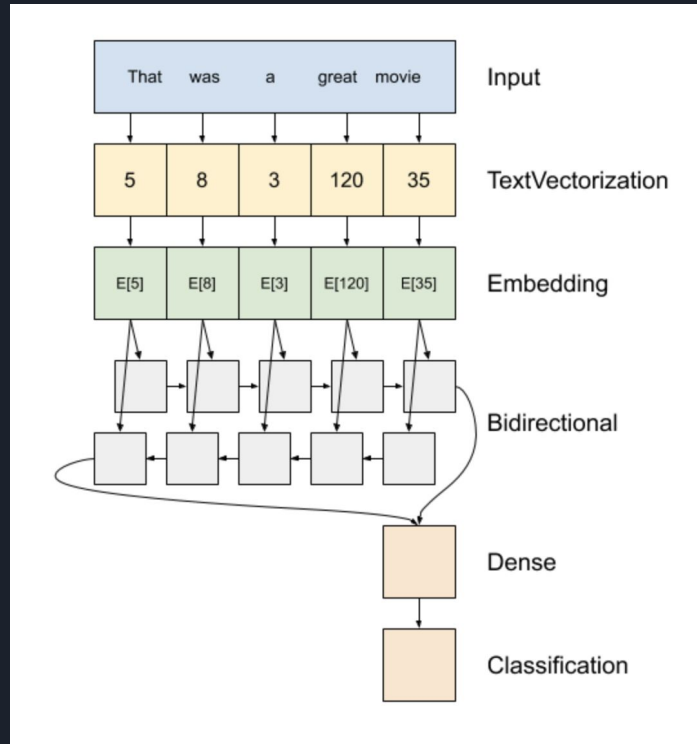 That was a great movie
Input
5 8 3 120 35
TextVectorization
E[5] E[8] E[3] E[120] E[35]
Embedding
Bidirectional
Dense
Classification